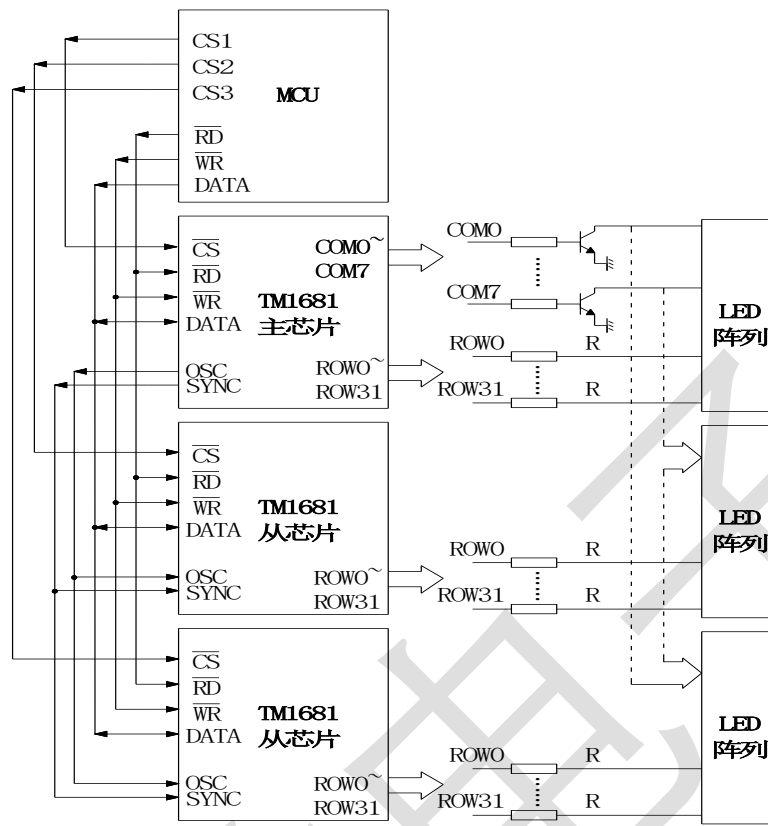 CS1
CS2
CS3
MCU
RD
WR
DATA
CS
RD
WR
DATA
OSC
SYNC
TM1681
主芯片
COM0~
COM7
ROW0~
ROW31
COM0
COM7
ROW0
R
ROW31
R
LED
阵列
CS
RD
WR
DATA
OSC
SYNC
TM1681
从芯片
ROW0~
ROW31
ROW0
R
ROW31
R
LED
阵列
CS
RD
WR
DATA
OSC
SYNC
TM1681
从芯片
ROW0~
ROW31
ROW0
R
ROW31
R
LED
阵列